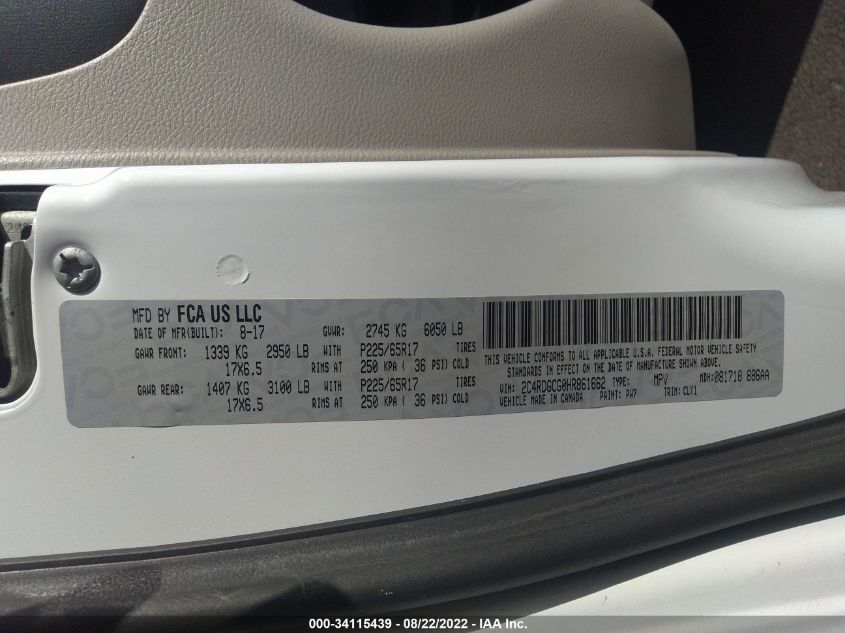 MFD BY FCA US LLC
DATE OF MFR(BUILT): 8-17 GVWR: 2745 KG 6050 LB
GAWR FRONT: 1339 KG 2950 LB WITH P225/65R17 TIRES
17X6.5 RIMS AT 250 KPA ( 36 PSI) COLD
GAWR REAR: 1407 KG 3100 LB WITH P225/65R17 TIRES
17X6.5 RIMS AT 250 KPA ( 36 PSI) COLD
THIS VEHICLE CONFORMS TO ALL APPLICABLE U.S.A. FEDERAL MOTOR VEHICLE SAFETY
STANDARDS IN EFFECT ON THE DATE OF MANUFACTURE SHOWN ABOVE.
VIN: 2C4RDGCG0HR861662 TYPE: MPV MDH: 081718 886AA
VEHICLE MADE IN CANADA PAINT: PW7 TRIM: CLX1
000-34115439 - 08/22/2022 - IAA Inc.